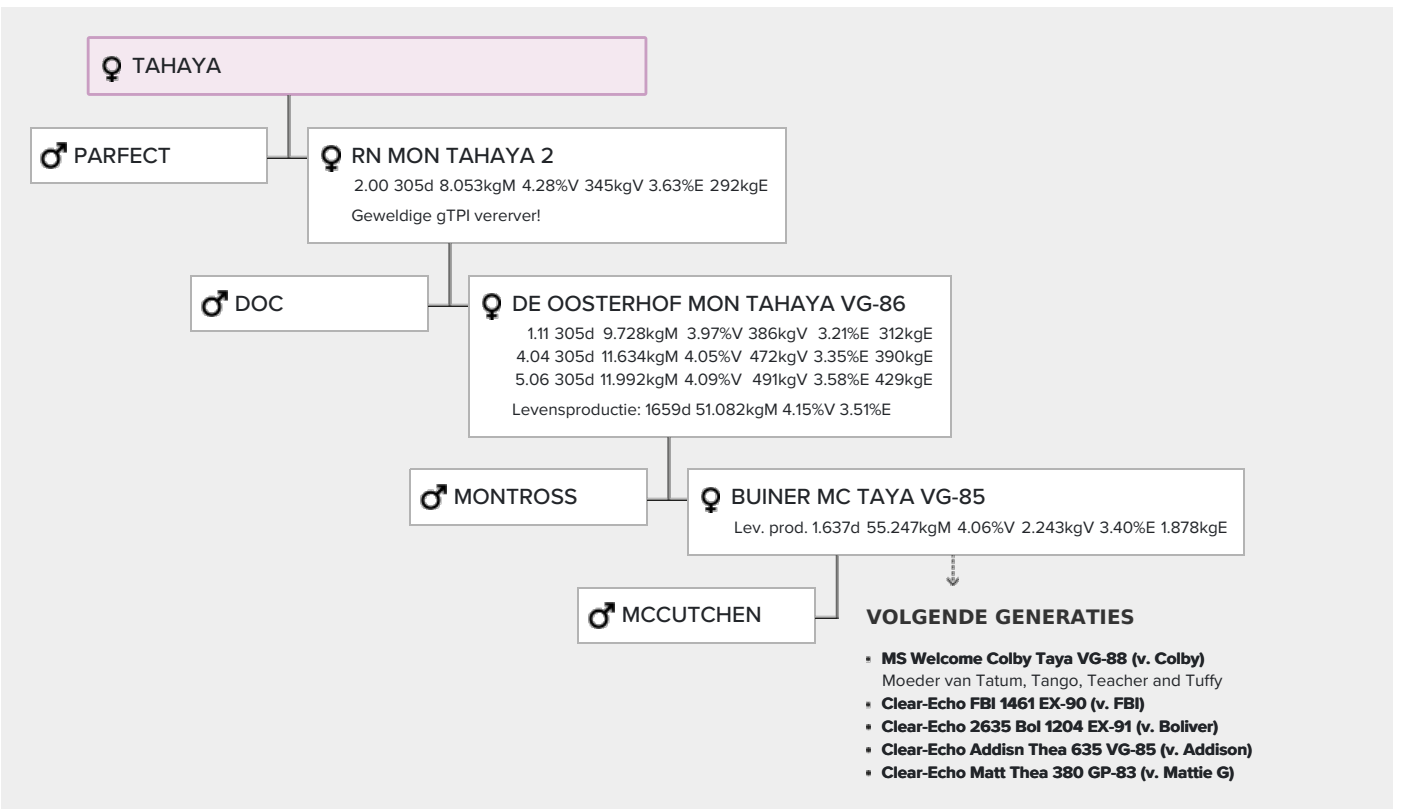 TAHAYA
PARFECT
RN MON TAHAYA 2
2.00 305d 8.053kgM 4.28%V 345kgV 3.63%E 292kgE
Geweldige gTPI vererver!
DOC
DE OOSTERHOF MON TAHAYA VG-86
1.11 305d 9.728kgM 3.97%V 386kgV 3.21%E 312kgE
4.04 305d 11.634kgM 4.05%V 472kgV 3.35%E 390kgE
5.06 305d 11.992kgM 4.09%V 491kgV 3.58%E 429kgE
Levensproductie: 1659d 51.082kgM 4.15%V 3.51%E
MONTROSS
BUINER MC TAYA VG-85
Lev. prod. 1.637d 55.247kgM 4.06%V 2.243kgV 3.40%E 1.878kgE
MCCUTCHEN
VOLGENDE GENERATIES
• MS Welcome Colby Taya VG-88 (v. Colby)
Moeder van Tatum, Tango, Teacher and Tuffy
• Clear-Echo FBI 1461 EX-90 (v. FBI)
• Clear-Echo 2635 Bol 1204 EX-91 (v. Boliver)
• Clear-Echo Addisn Thea 635 VG-85 (v. Addison)
• Clear-Echo Matt Thea 380 GP-83 (v. Mattie G)